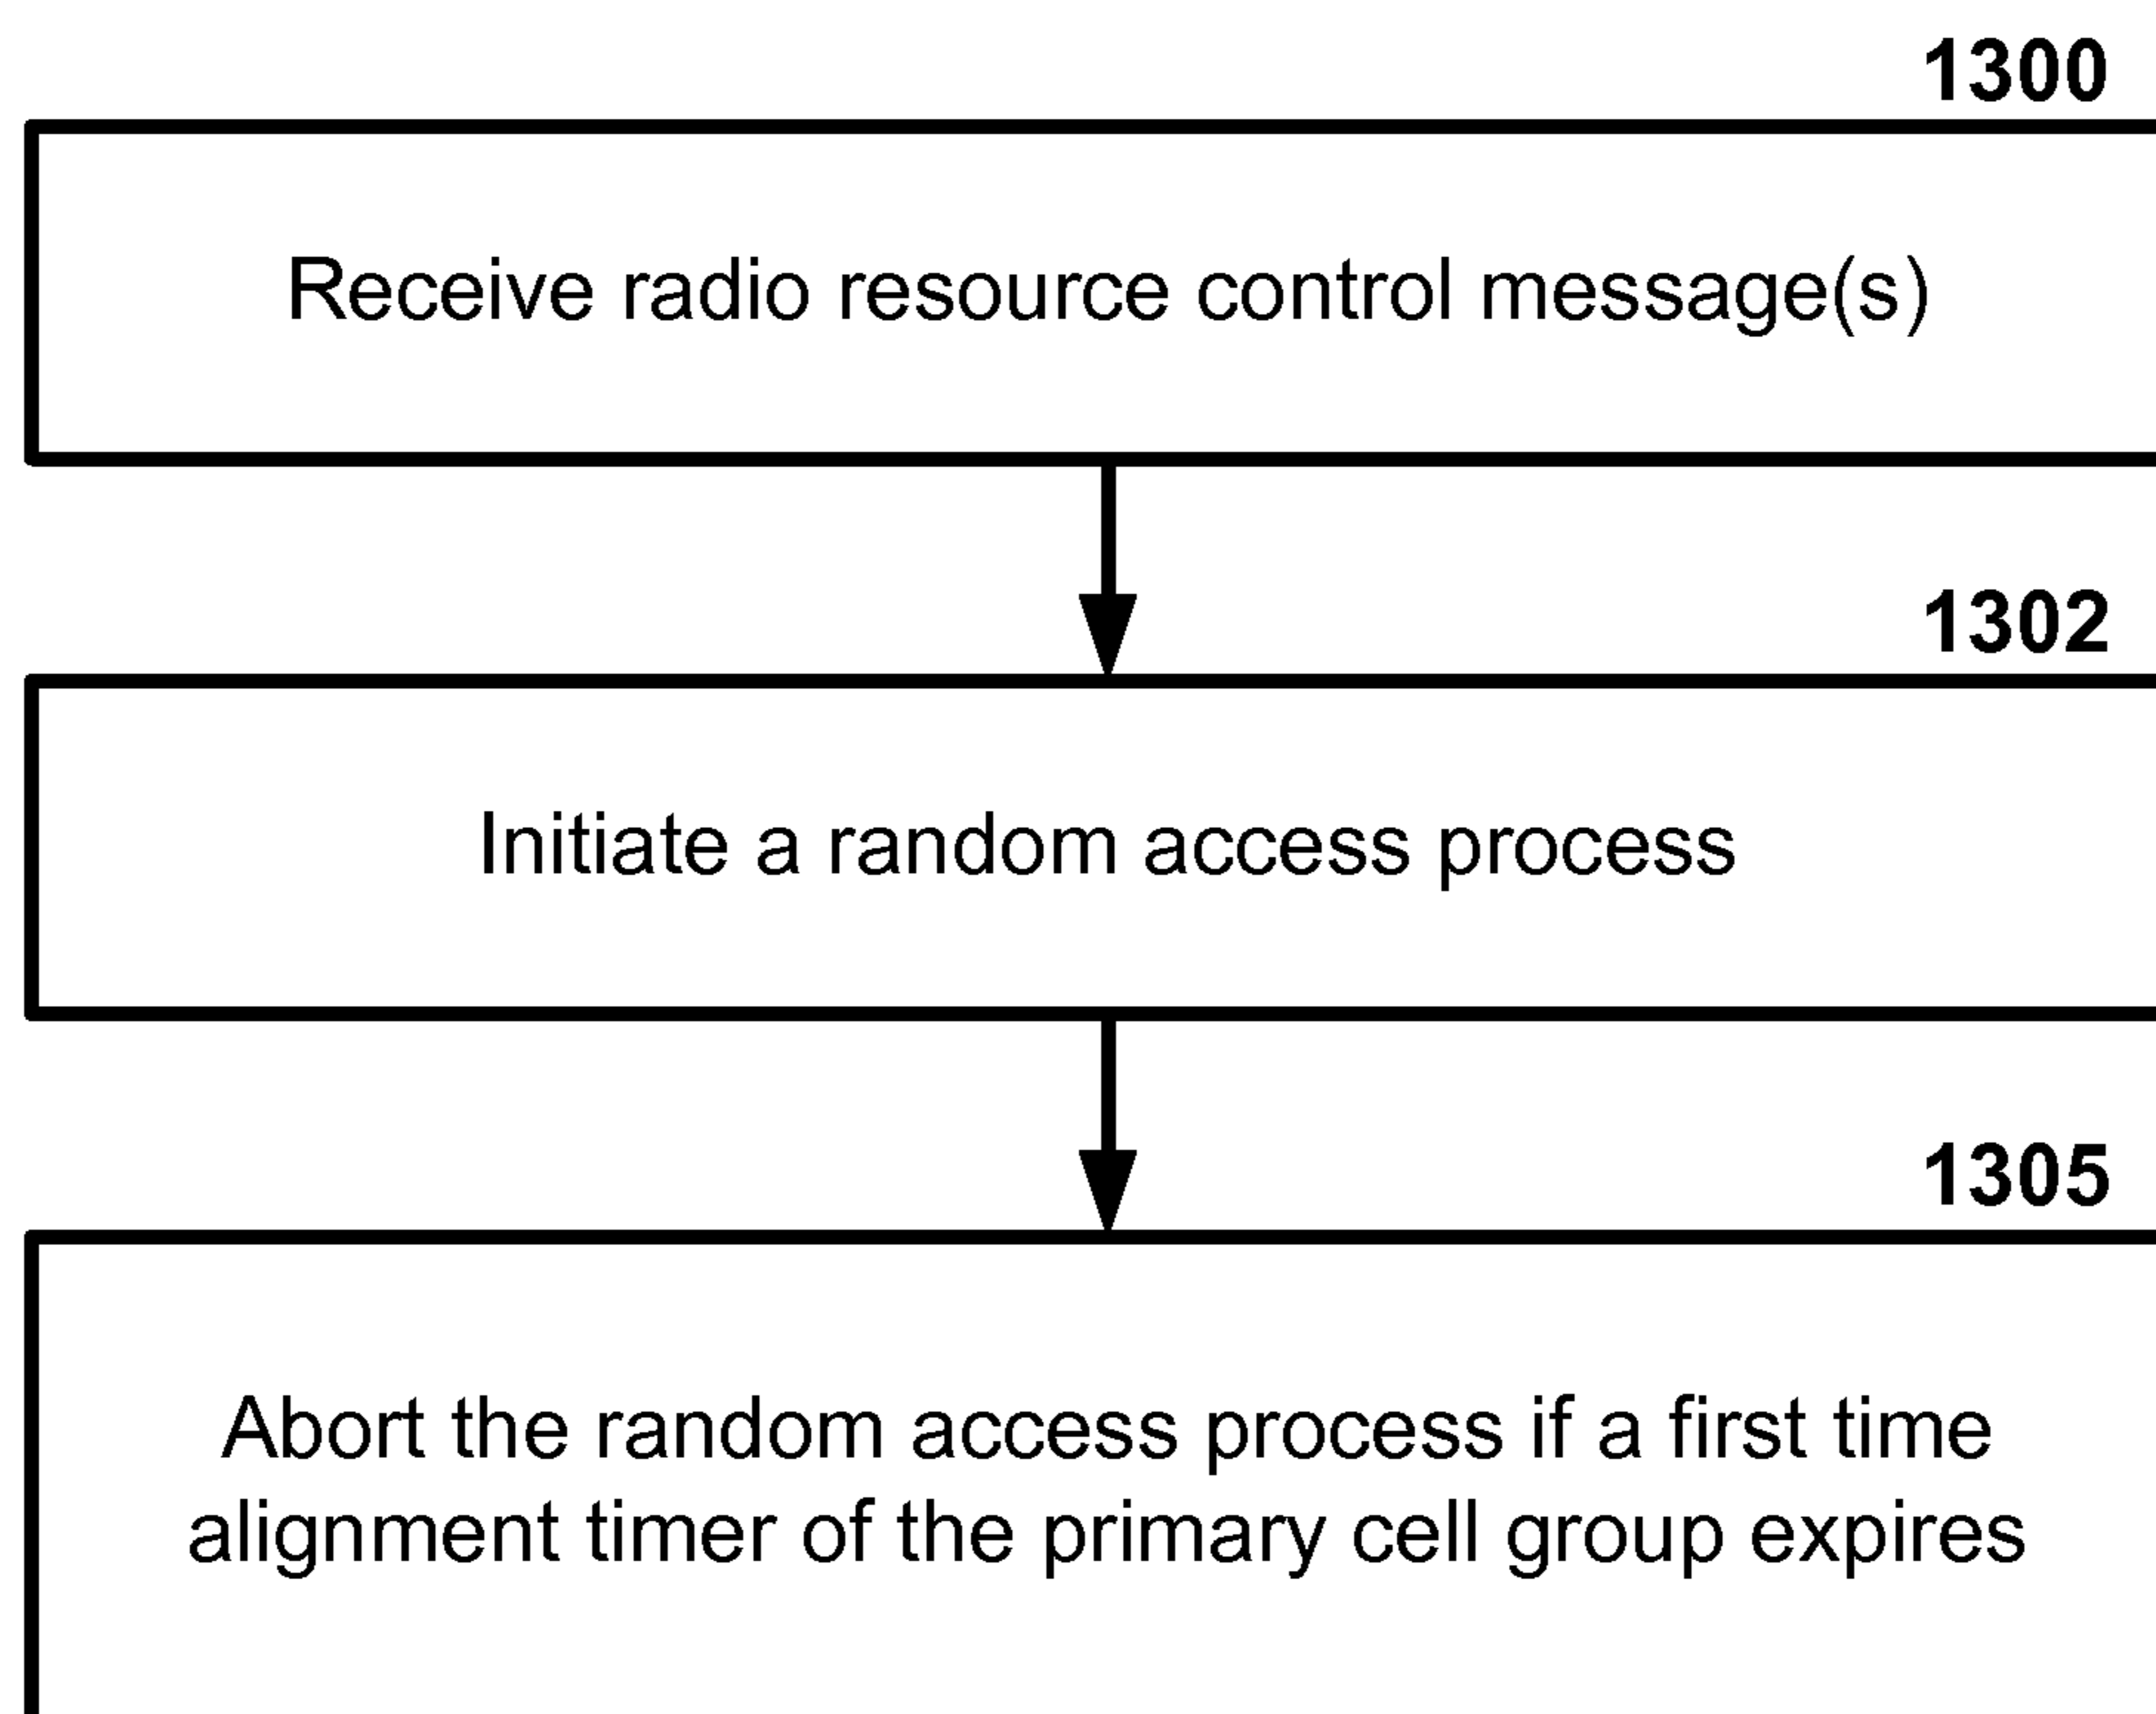 1300
Receive radio resource control message(s)
1302
Initiate a random access process
1305
Abort the random access process if a first time
alignment timer of the primary cell group expires